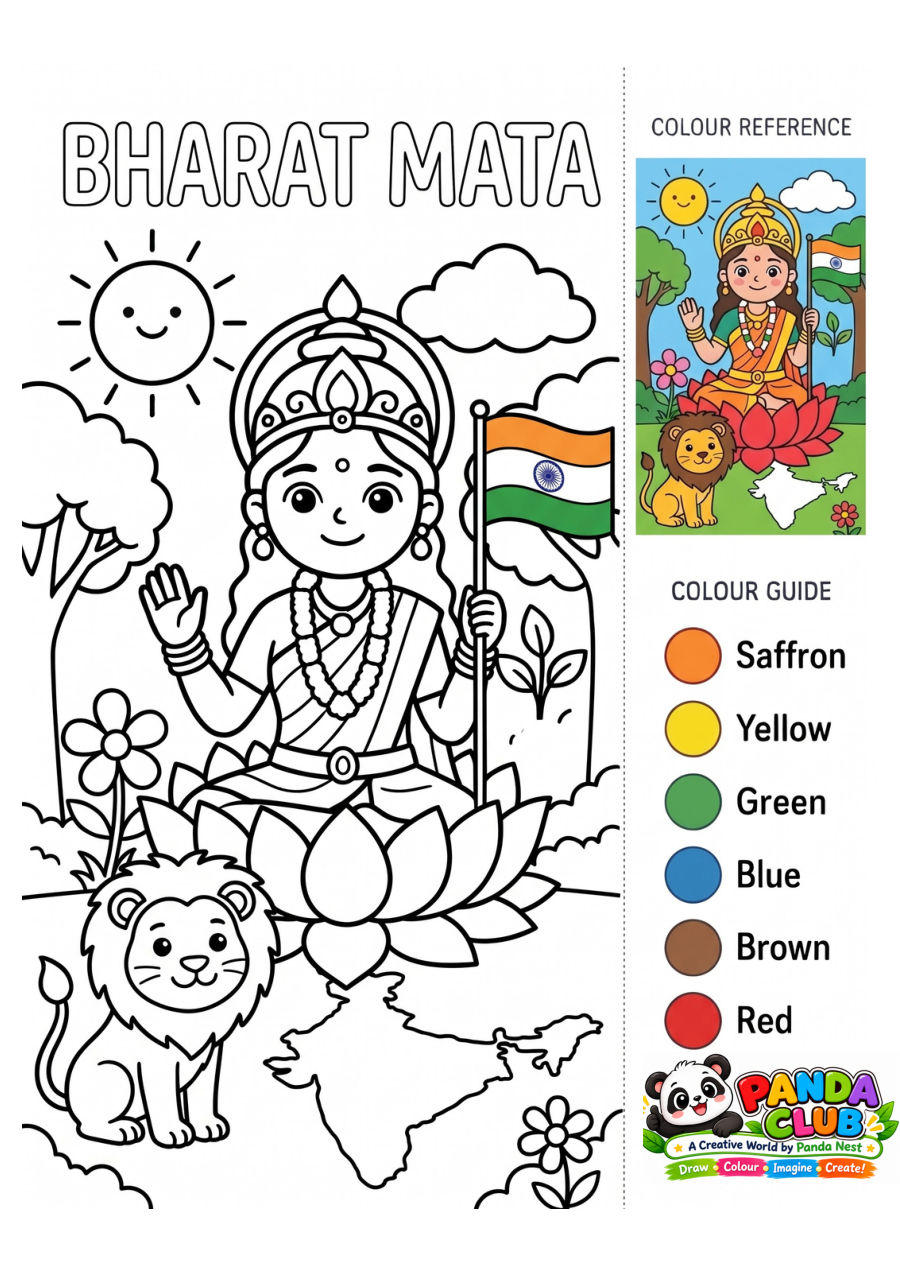 BHARAT MATA
COLOUR REFERENCE
COLOUR GUIDE
Saffron
Yellow
Green
Blue
Brown
Red
PANDA
CLUB
A Creative World by Panda Nest
Draw • Colour • Imagine • Create!